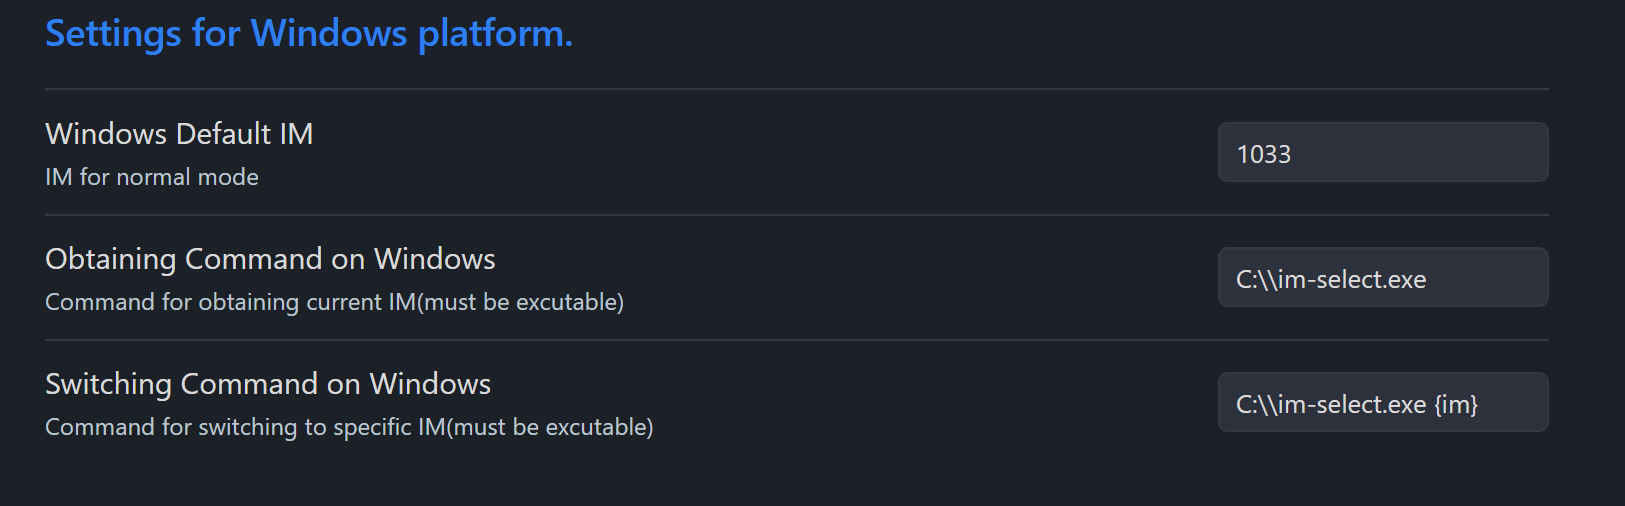 Settings for Windows platform.
Windows Default IM
1033
IM for normal mode
Obtaining Command on Windows
C:\\im-select.exe
Command for obtaining current IM(must be excutable)
Switching Command on Windows
C:\\im-select.exe {im}
Command for switching to specific IM(must be excutable)